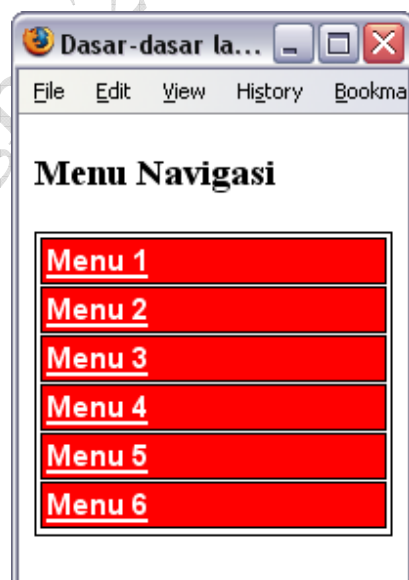 Dasar-dasar la...
File Edit View History Bookma
Menu Navigasi
Menu 1
Menu 2
Menu 3
Menu 4
Menu 5
Menu 6